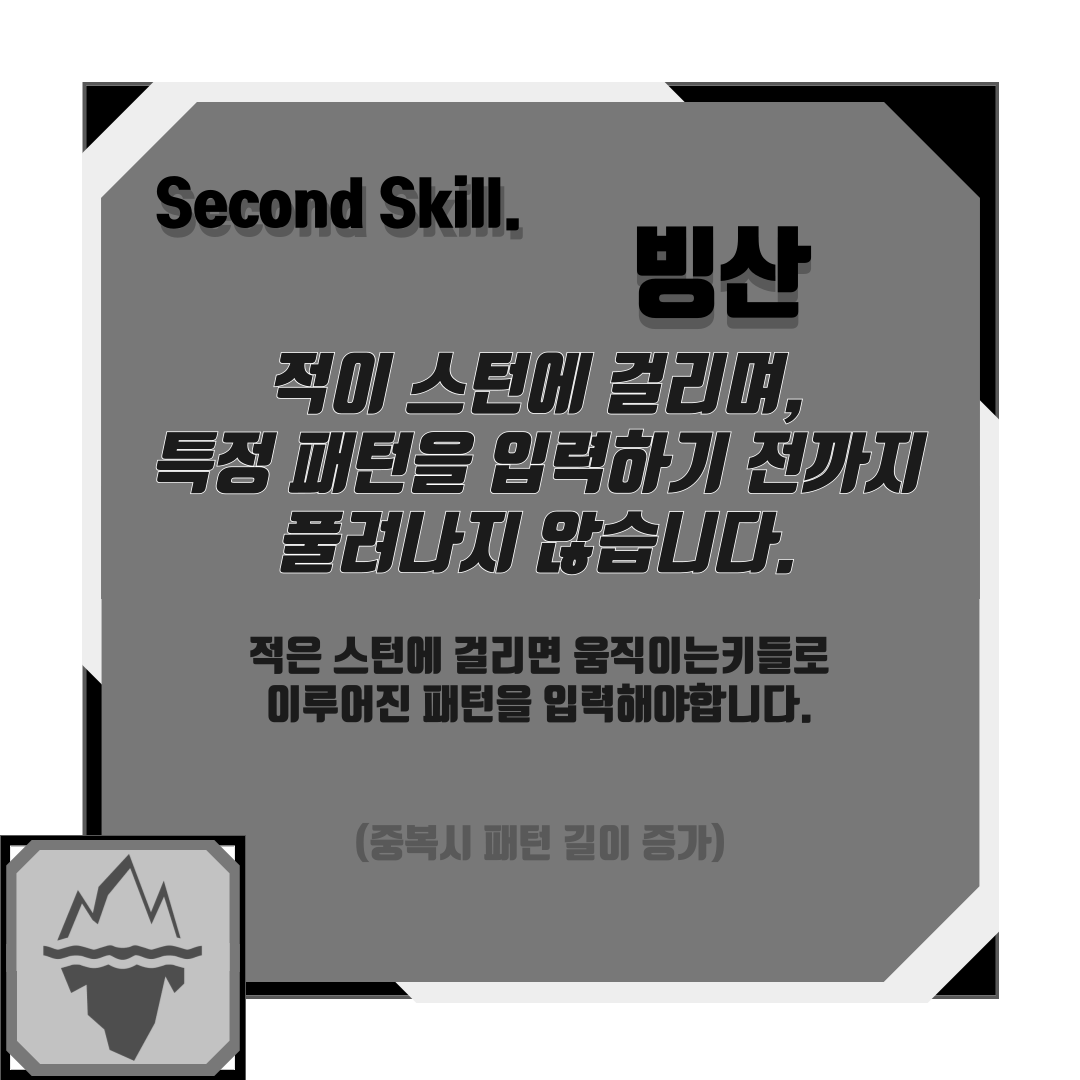 Second Skill.
빙산
적이 스턴에 걸리며,
특정 패턴을 입력하기 전까지
풀려나지 않습니다.
적은 스턴에 걸리면 움직이는키들로
이루어진 패턴을 입력해야합니다.
(중복시 패턴 길이 증가)